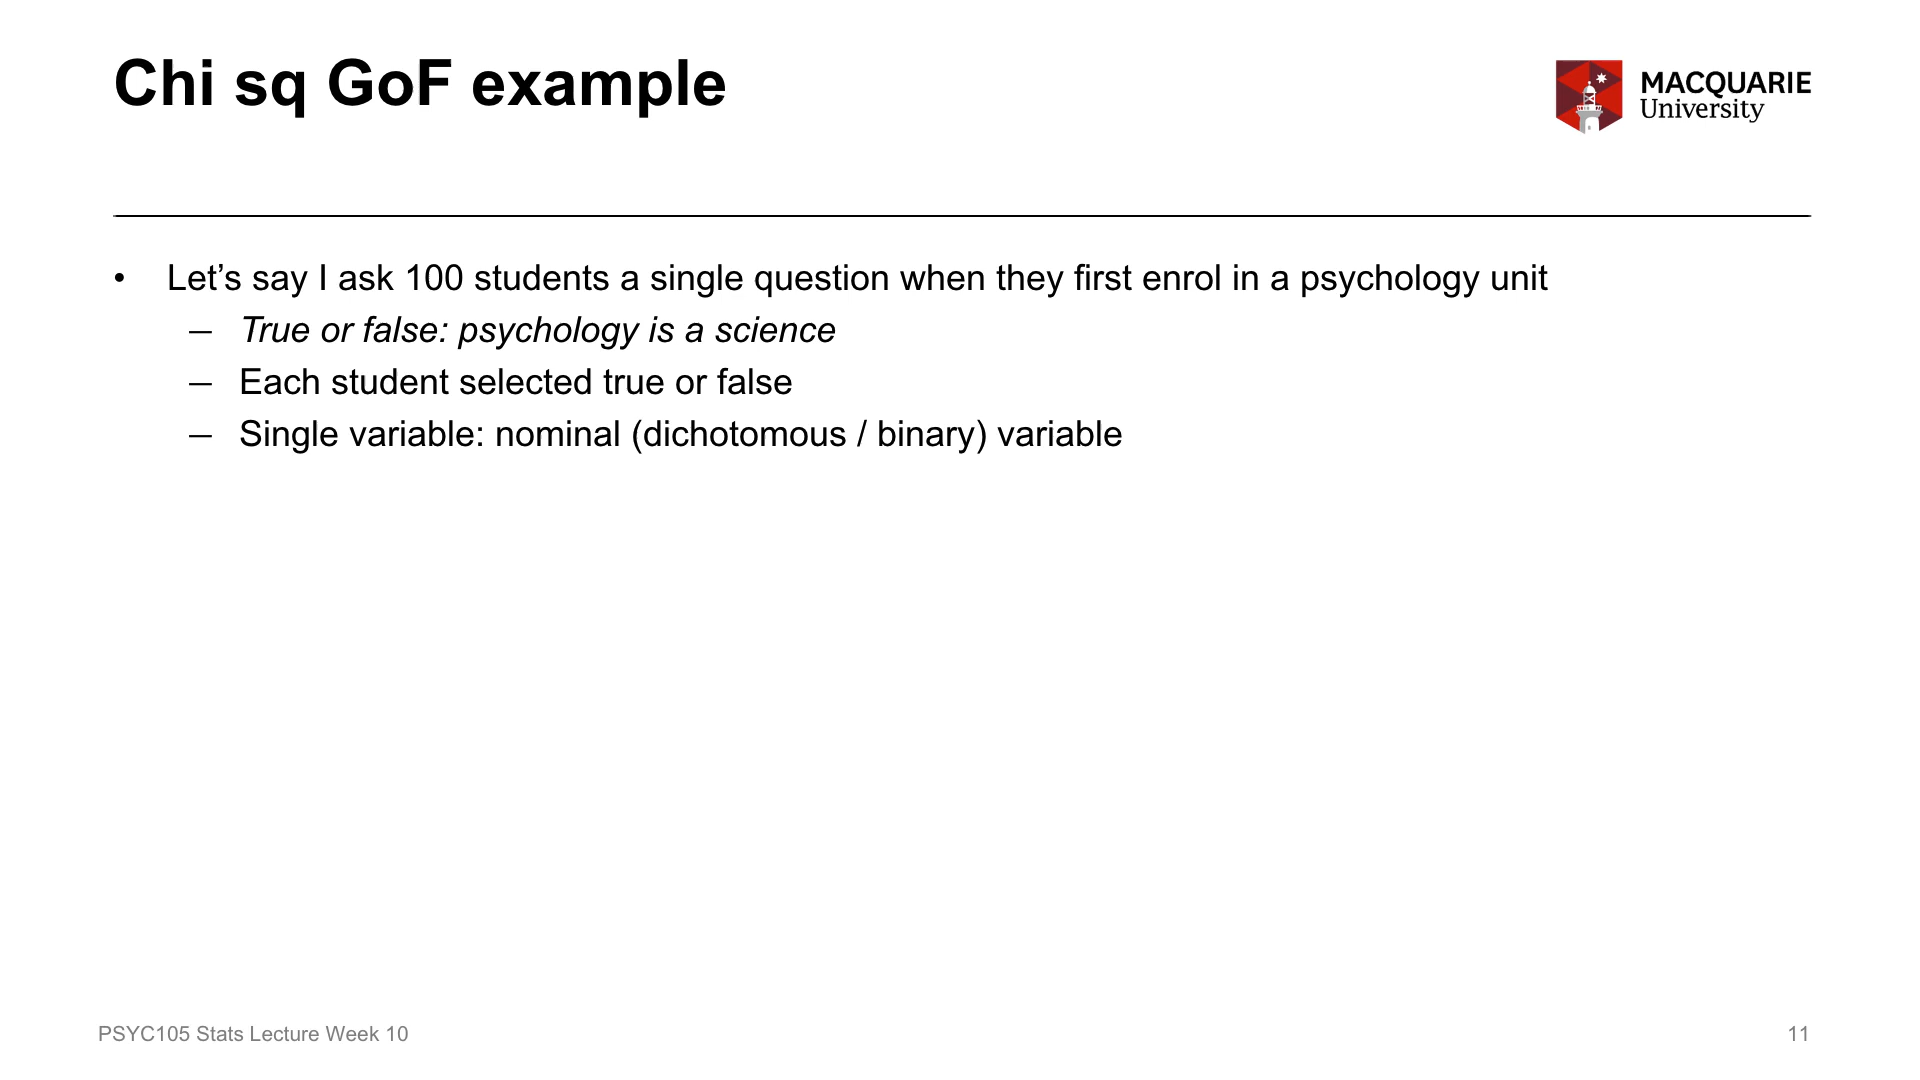 Chi sq GoF example
MACQUARIE
University
• Let’s say I ask 100 students a single question when they first enrol in a psychology unit
– True or false: psychology is a science
– Each student selected true or false
– Single variable: nominal (dichotomous / binary) variable
PSYC105 Stats Lecture Week 10
11